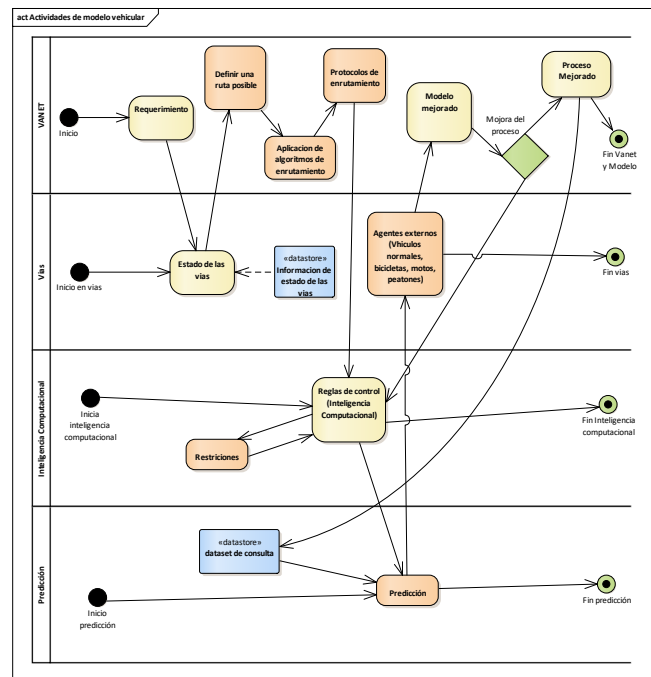 act Actividades de modelo vehicular
VANET
Inicio
Requerimiento
Definir una
ruta posible
Aplicacion de
algoritmos de
enrutamiento
Protocolos de
enrutamiento
Modelo
mejorado
Mojora del
proceso
Proceso
Mejorado
Fin Vanet
y Modelo
Vías
Inicio en vias
Estado de las
vías
«datastore»
Informacion de
estado de las
vías
Agentes externos
(Vhiculos
normales,
bicicletas, motos,
peatones)
Fin vias
Inteligencia Computacional
Inicia
inteligencia
computacional
Restriciones
Reglas de control
(Inteligencia
Computacional)
Fin Inteligencia
computacional
Predicción
Inicio
predicción
«datastore»
dataset de consulta
Predicción
Fin predicción